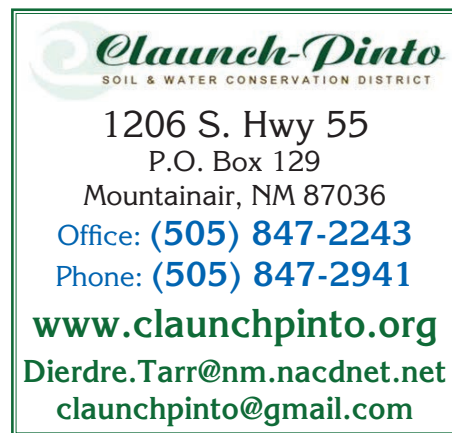 Claunch-Pinto
SOIL & WATER CONSERVATION DISTRICT
1206 S. Hwy 55
P.O. Box 129
Mountainair, NM 87036
Office: (505) 847-2243
Phone: (505) 847-2941
www.claunchpinto.org
Dierdre.Tarr@nm.nacdnet.net
claunchpinto@gmail.com